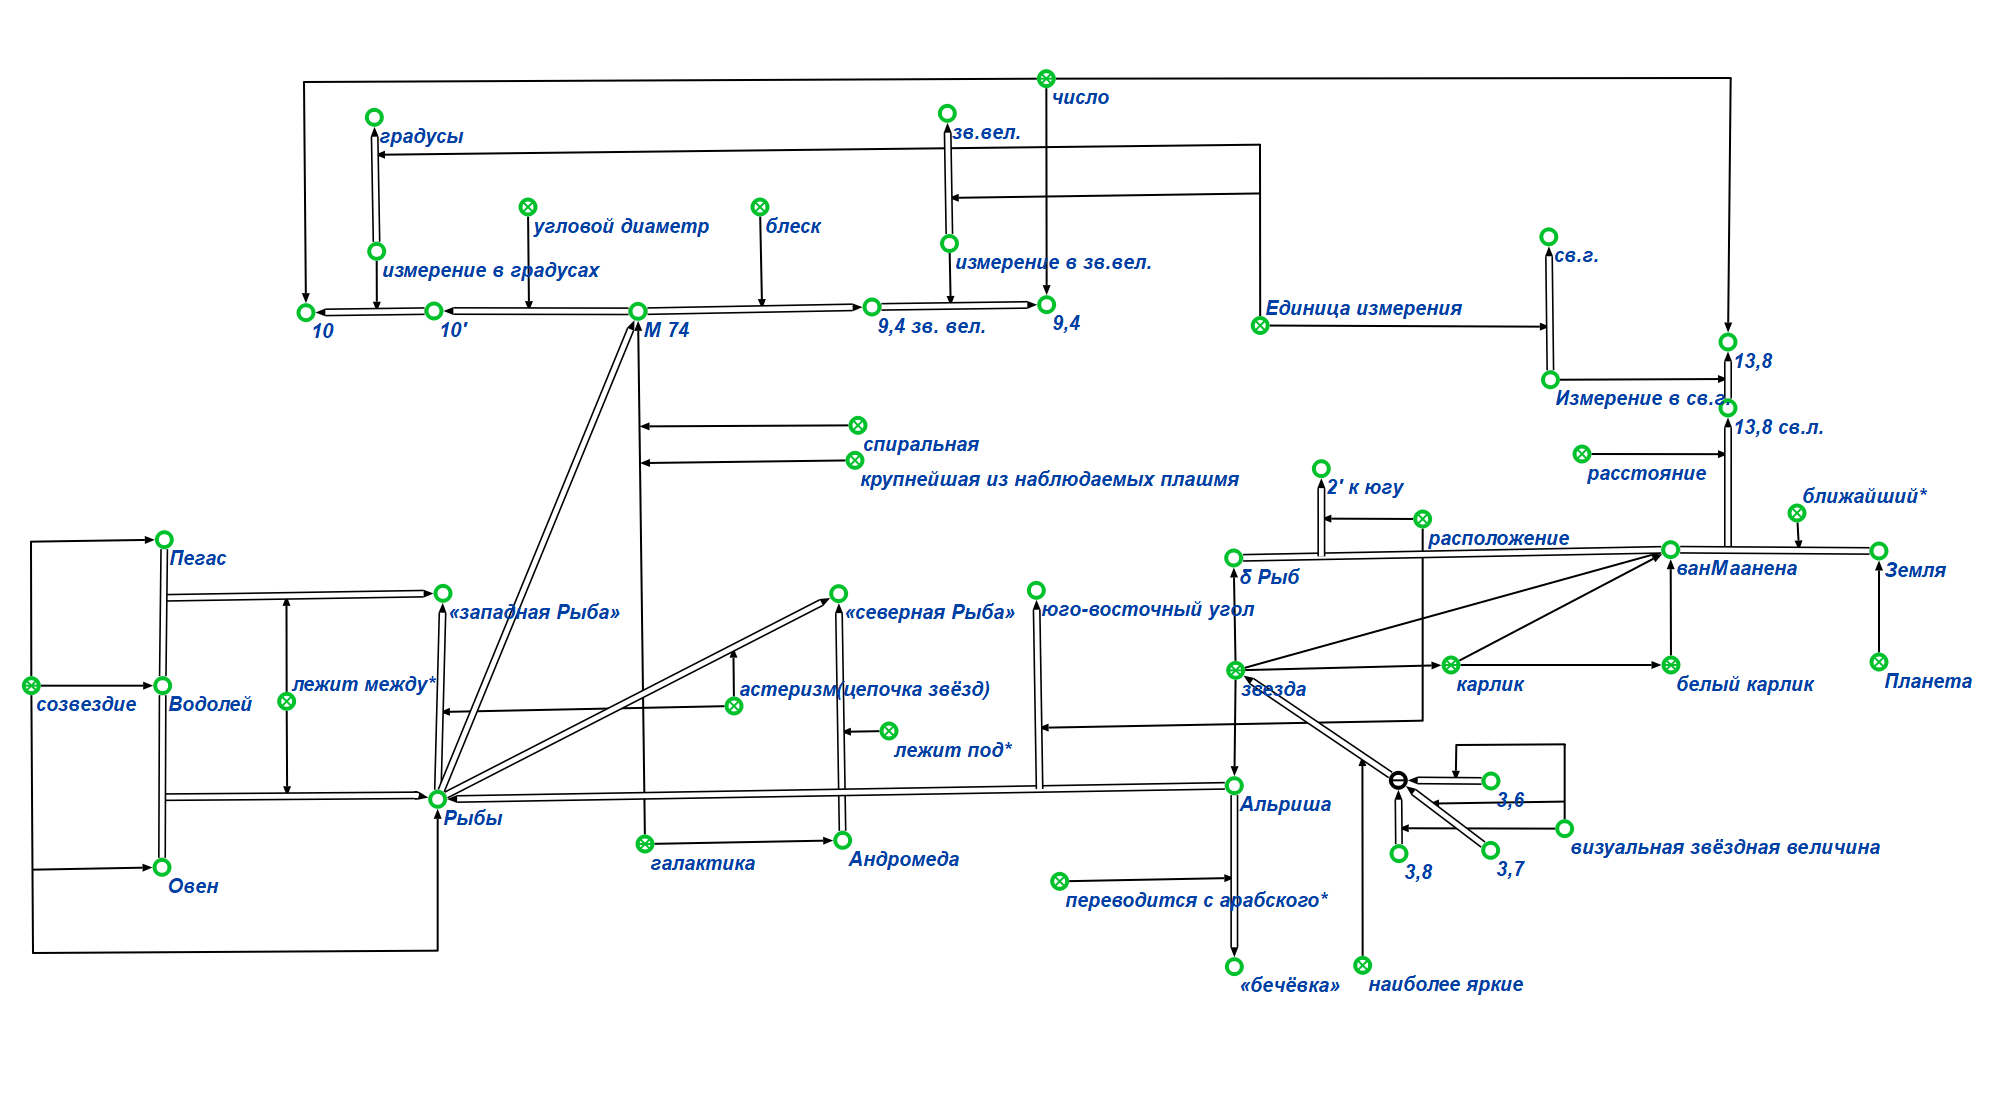 число
градусы
зв.вел.
угловой диаметр
блеск
измерение в градусах
измерение в зв.вел.
св.г.
Единица измерения
10
10'
М 74
9,4 зв. вел.
9,4
13,8
Измерение в св.г.
13,8 св.л.
спиральная
крупнейшая из наблюдаемых плашмя
расстояние
2' к югу
ближайший*
расположение
Пегас
δ Рыб
ванМаанена
Земля
«западная Рыба»
«северная Рыба»
юго-восточный угол
лежит между*
астеризм(цепочка звёзд)
звезда
карлик
белый карлик
Планета
созвездие
Водолей
лежит под*
3,6
Рыбы
Альриша
визуальная звёздная величина
галактика
Андромеда
3,8
3,7
Овен
переводится с арабского*
«бечёвка»
наиболее яркие